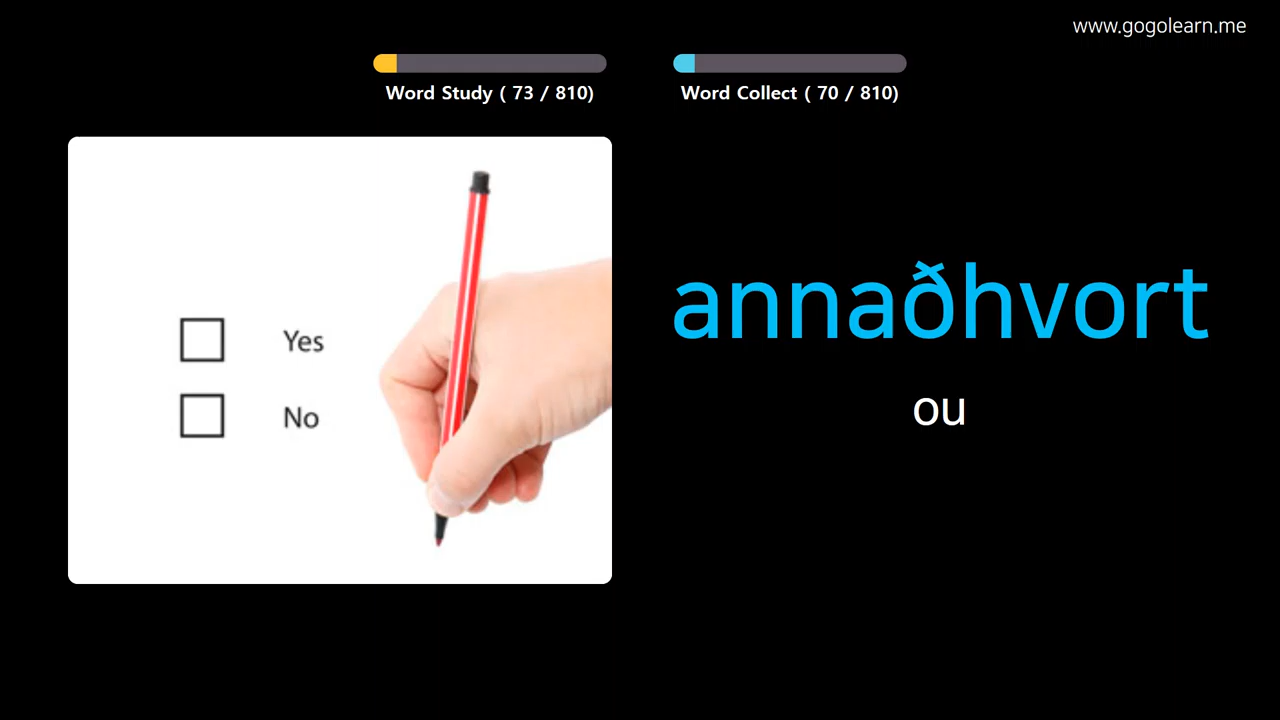 www.gogolearn.me
Word Study ( 73 / 810)
Word Collect ( 70 / 810)
Yes
No
annaðhvort
ou